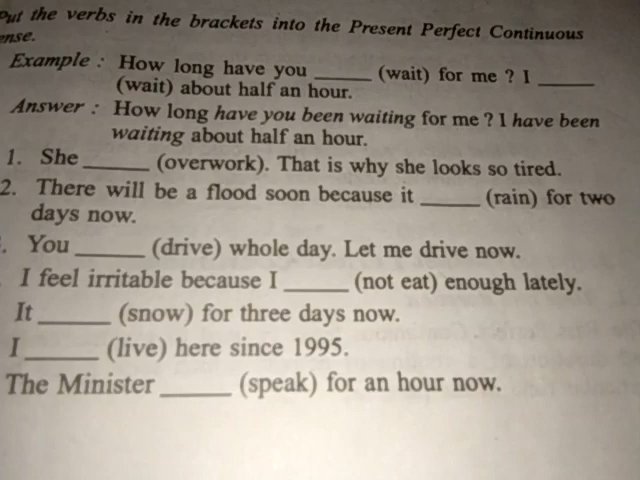 Put the verbs in the brackets into the Present Perfect Continuous
ense.
Example : How long have you ______ (wait) for me ? I ______
(wait) about half an hour.
Answer : How long have you been waiting for me ? I have been
waiting about half an hour.
1. She ______ (overwork). That is why she looks so tired.
2. There will be a flood soon because it ______ (rain) for two
days now.
. You ______ (drive) whole day. Let me drive now.
I feel irritable because I ______ (not eat) enough lately.
It ______ (snow) for three days now.
I ______ (live) here since 1995.
The Minister ______ (speak) for an hour now.